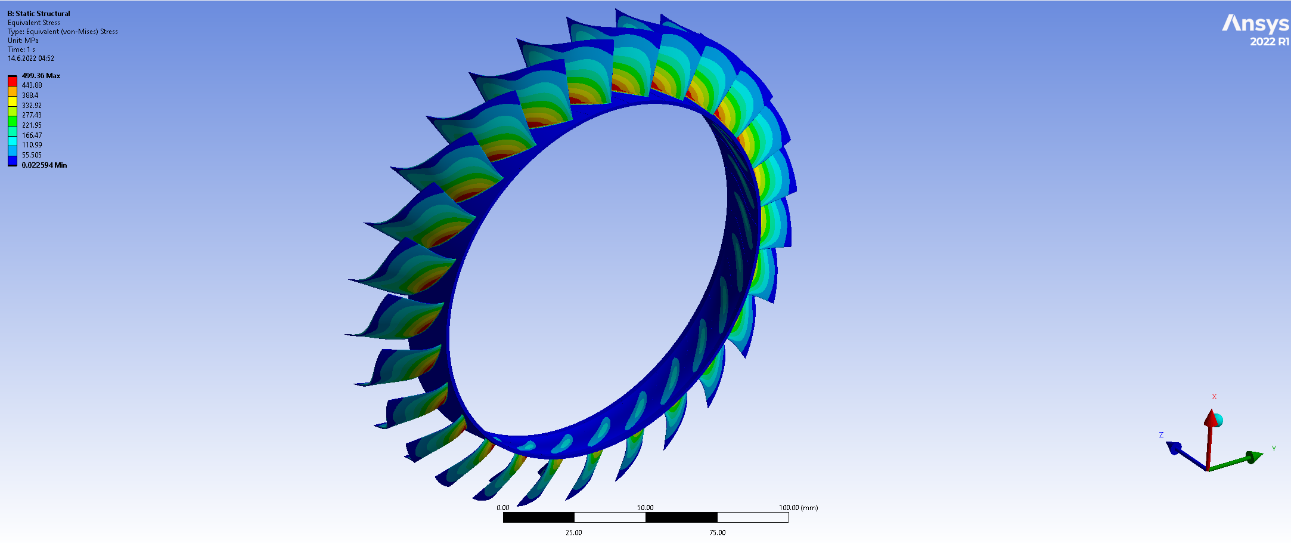 B: Static Structural
Equivalent Stress
Type: Equivalent (von-Mises) Stress
Unit: MPa
Time: 1 s
14.6.2022 04:52
499.36 Max
443.88
388.4
332.92
277.43
221.95
166.47
110.99
55.505
0.022594 Min
Ansys
2022 R1
X
Z
Y
0.00
50.00
100.00 (mm)
25.00
75.00